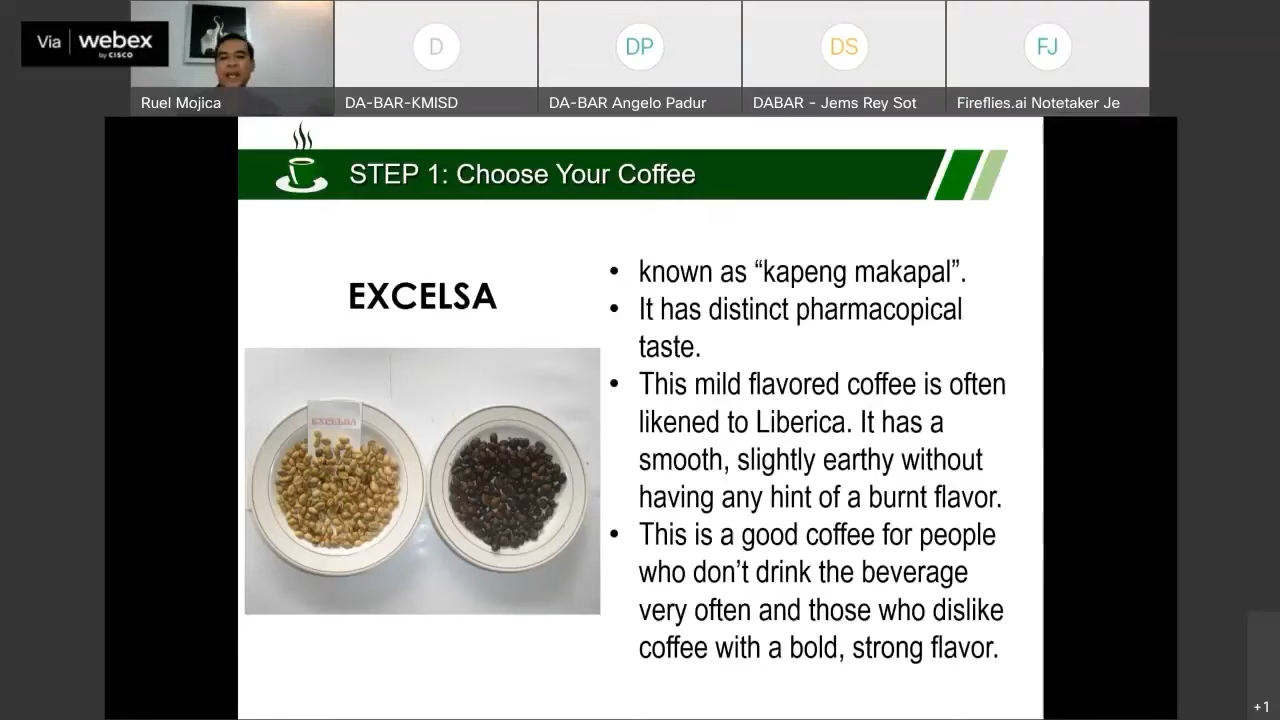 Via webex
by CISCO
D
DP
DS
FJ
Ruel Mojica
DA-BAR-KMISD
DA-BAR Angelo Padur
DABAR - Jems Rey Sot
Fireflies.ai Notetaker Je
STEP 1: Choose Your Coffee
EXCELSA
EXCELSA
• known as “kapeng makapal”.
• It has distinct pharmacopical
taste.
• This mild flavored coffee is often
likened to Liberica. It has a
smooth, slightly earthy without
having any hint of a burnt flavor.
• This is a good coffee for people
who don’t drink the beverage
very often and those who dislike
coffee with a bold, strong flavor.
+1